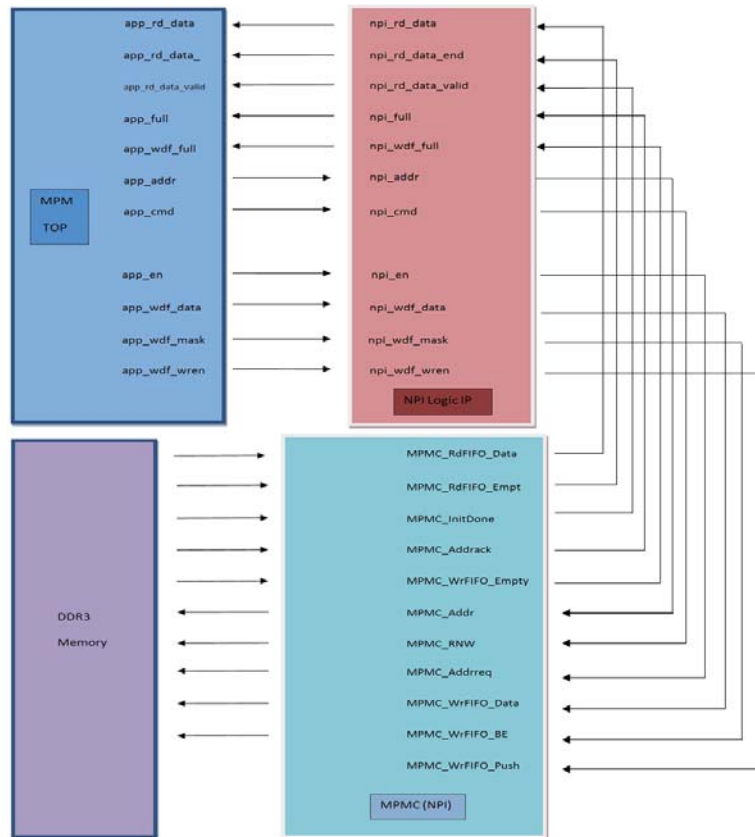 app_rd_data
app_rd_data_
app_rd_data_valid
app_full
app_wdf_full
app_addr
app_cmd
app_en
app_wdf_data
app_wdf_mask
app_wdf_wren
MPM
TOP
npi_rd_data
npi_rd_data_end
npi_rd_data_valid
npi_full
npi_wdf_full
npi_addr
npi_cmd
npi_en
npi_wdf_data
npi_wdf_mask
npi_wdf_wren
NPI Logic IP
DDR3
Memory
MPMC_RdFIFO_Data
MPMC_RdFIFO_Empt
MPMC_InitDone
MPMC_Addrack
MPMC_WrFIFO_Empty
MPMC_Addr
MPMC_RNW
MPMC_Addrreq
MPMC_WrFIFO_Data
MPMC_WrFIFO_BE
MPMC_WrFIFO_Push
MPMC (NPI)